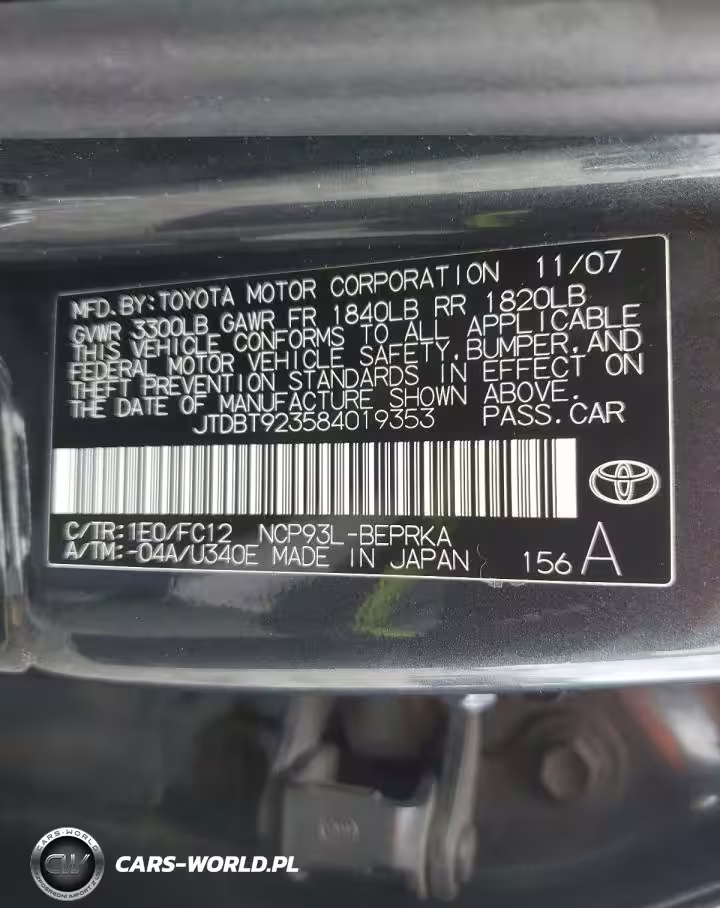 MFD. BY: TOYOTA MOTOR CORPORATION 11/07
GVWR 3300LB GAWR FR 1840LB RR 1820LB
THIS VEHICLE CONFORMS TO ALL APPLICABLE
FEDERAL MOTOR VEHICLE SAFETY, BUMPER, AND
THEFT PREVENTION STANDARDS IN EFFECT ON
THE DATE OF MANUFACTURE SHOWN ABOVE.
JTDBT923584019353 PASS. CAR
C/TR: 1E0/FC12 NCP93L-BEPRKA
A/TM: -04A/U340E MADE IN JAPAN 156 A
CARS-WORLD
CARS-WORLD.PL